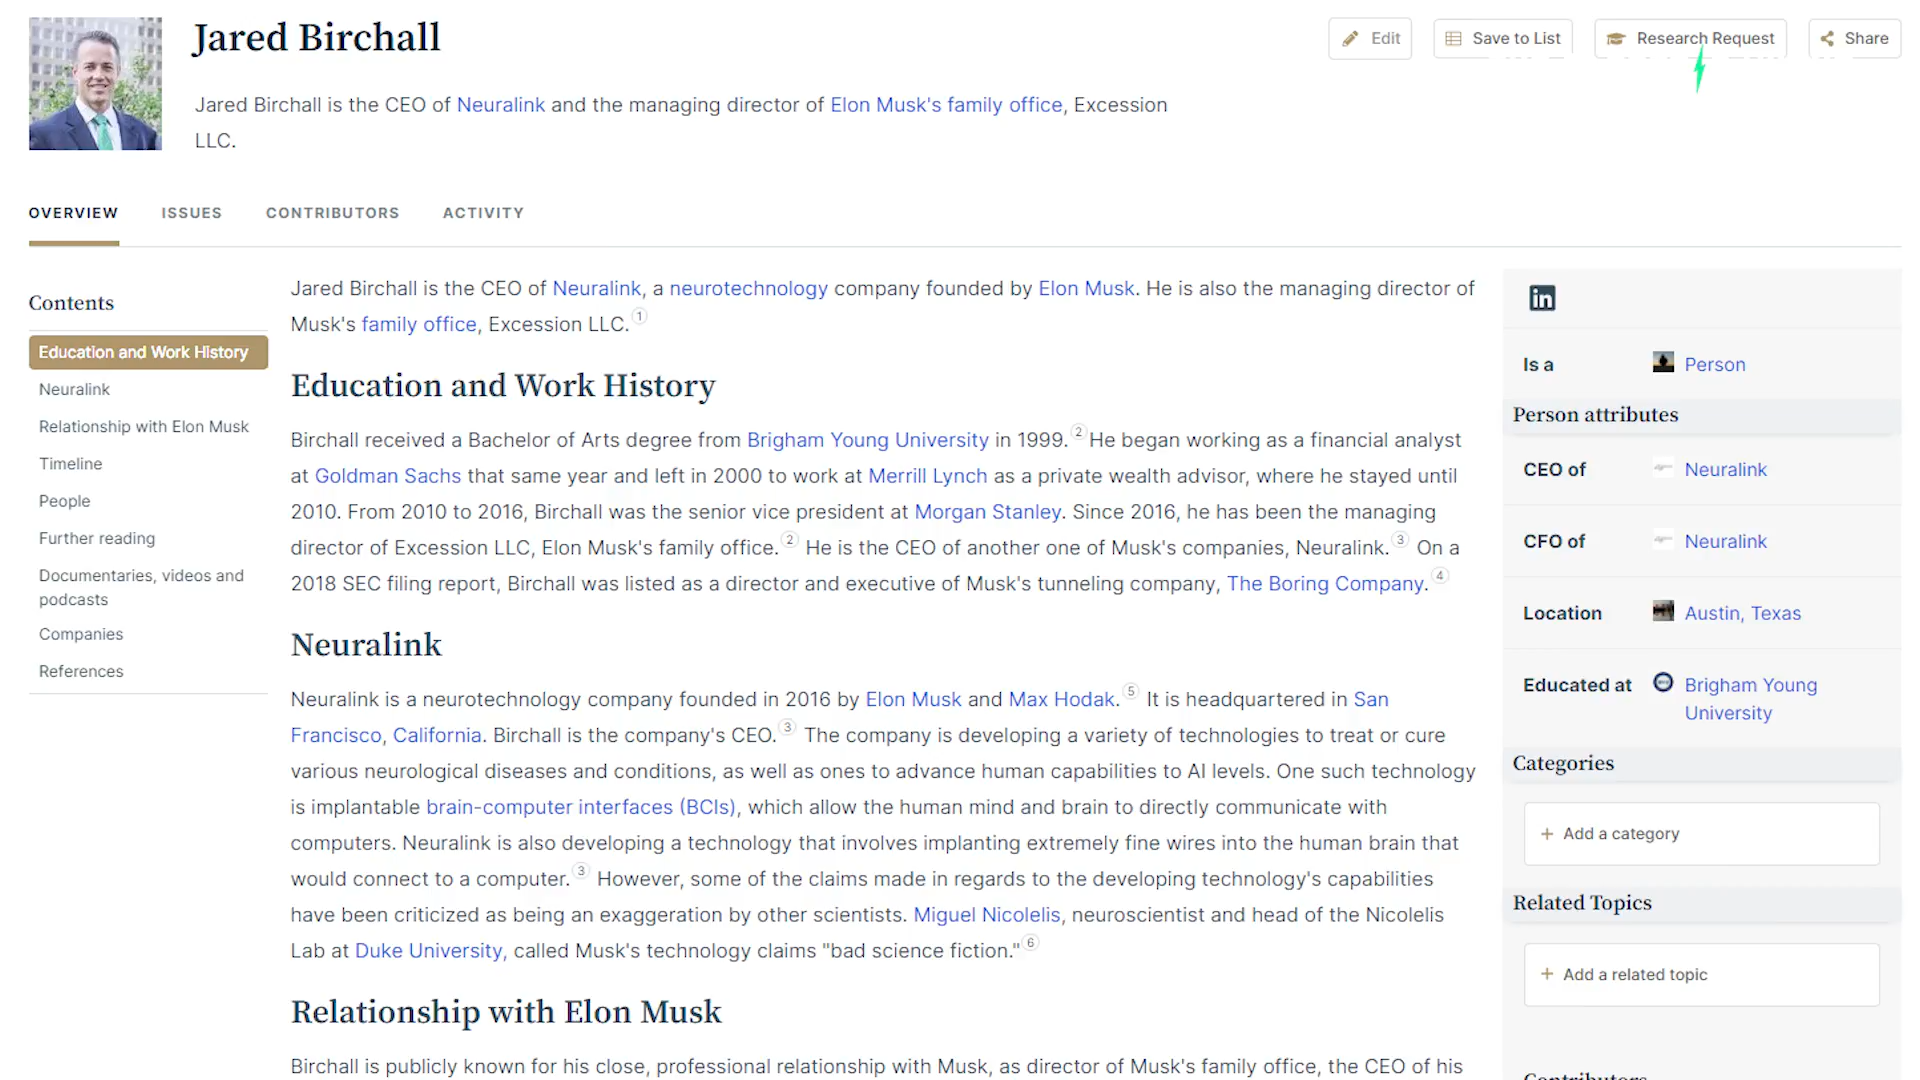 Jared Birchall
Edit
Save to List
Research Request
Share
Jared Birchall is the CEO of Neuralink and the managing director of Elon Musk's family office, Excession
LLC.
OVERVIEW
ISSUES
CONTRIBUTORS
ACTIVITY
Contents
Education and Work History
Neuralink
Relationship with Elon Musk
Timeline
People
Further reading
Documentaries, videos and
podcasts
Companies
References
Jared Birchall is the CEO of Neuralink, a neurotechnology company founded by Elon Musk. He is also the managing director of
Musk's family office, Excession LLC. 1
Education and Work History
Birchall received a Bachelor of Arts degree from Brigham Young University in 1999. 2 He began working as a financial analyst
at Goldman Sachs that same year and left in 2000 to work at Merrill Lynch as a private wealth advisor, where he stayed until
2010. From 2010 to 2016, Birchall was the senior vice president at Morgan Stanley. Since 2016, he has been the managing
director of Excession LLC, Elon Musk's family office. 2 He is the CEO of another one of Musk's companies, Neuralink. 3 On a
2018 SEC filing report, Birchall was listed as a director and executive of Musk's tunneling company, The Boring Company. 4
Neuralink
Neuralink is a neurotechnology company founded in 2016 by Elon Musk and Max Hodak. 5 It is headquartered in San
Francisco, California. Birchall is the company's CEO. 3 The company is developing a variety of technologies to treat or cure
various neurological diseases and conditions, as well as ones to advance human capabilities to AI levels. One such technology
is implantable brain-computer interfaces (BCIs), which allow the human mind and brain to directly communicate with
computers. Neuralink is also developing a technology that involves implanting extremely fine wires into the human brain that
would connect to a computer. 3 However, some of the claims made in regards to the developing technology's capabilities
have been criticized as being an exaggeration by other scientists. Miguel Nicolelis, neuroscientist and head of the Nicolelis
Lab at Duke University, called Musk's technology claims "bad science fiction." 6
Relationship with Elon Musk
Birchall is publicly known for his close, professional relationship with Musk, as director of Musk's family office, the CEO of his
in
Is a
Person
Person attributes
CEO of
Neuralink
CFO of
Neuralink
Location
Austin, Texas
Educated at
Brigham Young
University
Categories
+ Add a category
Related Topics
+ Add a related topic
Contributors